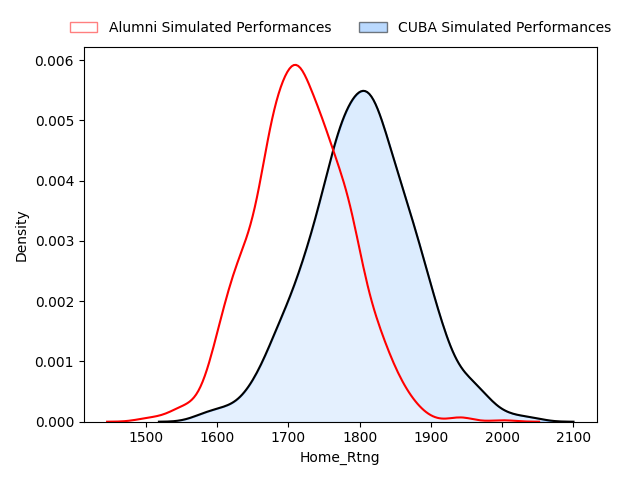 Alumni Simulated Performances CUBA Simulated Performances
0.006
0.005
0.004
0.003
0.002
0.001
0.000
Density
1500 1600 1700 1800 1900 2000 2100
Home_Rtng